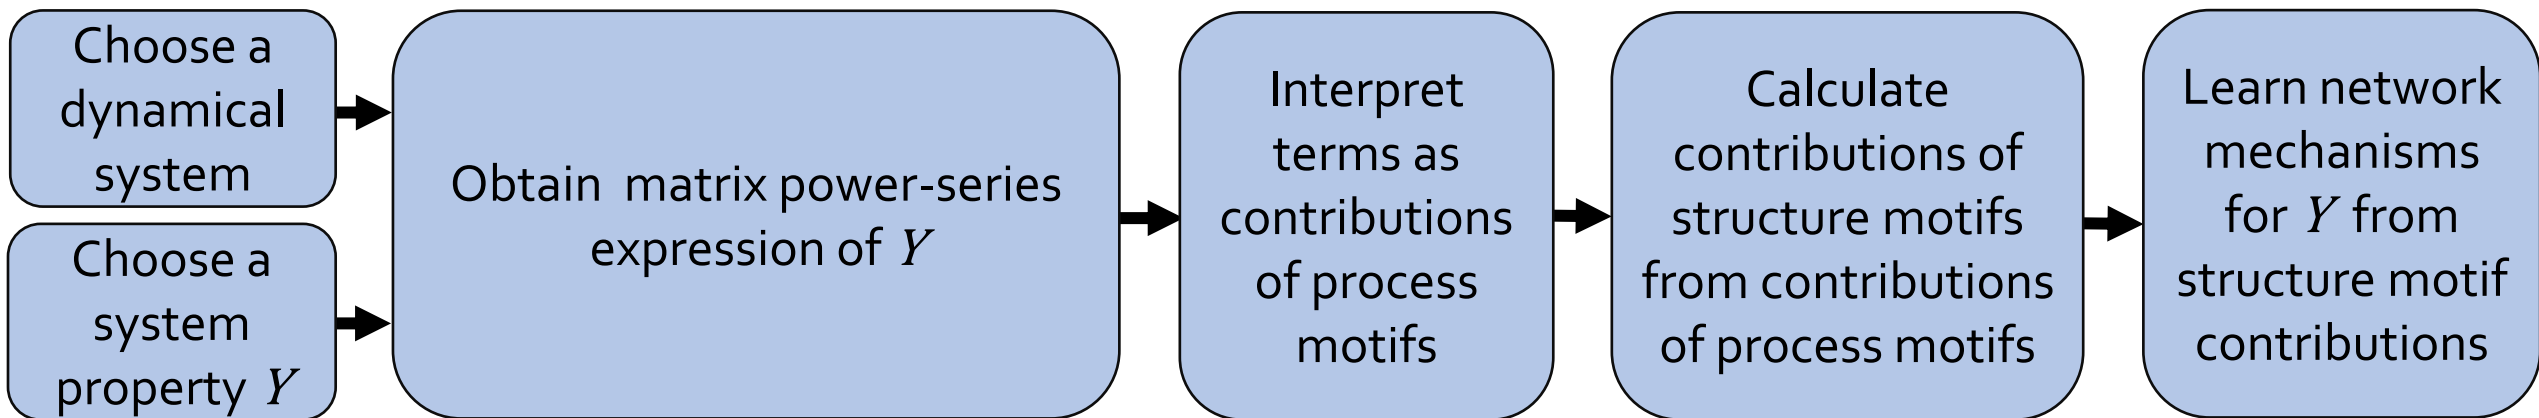 Choose a
dynamical
system
Choose a
system
property Y
Obtain matrix power-series
expression of Y
Interpret
terms as
contributions
of process
motifs
Calculate
contributions of
structure motifs
from contributions
of process motifs
Learn network
mechanisms
for Y from
structure motif
contributions